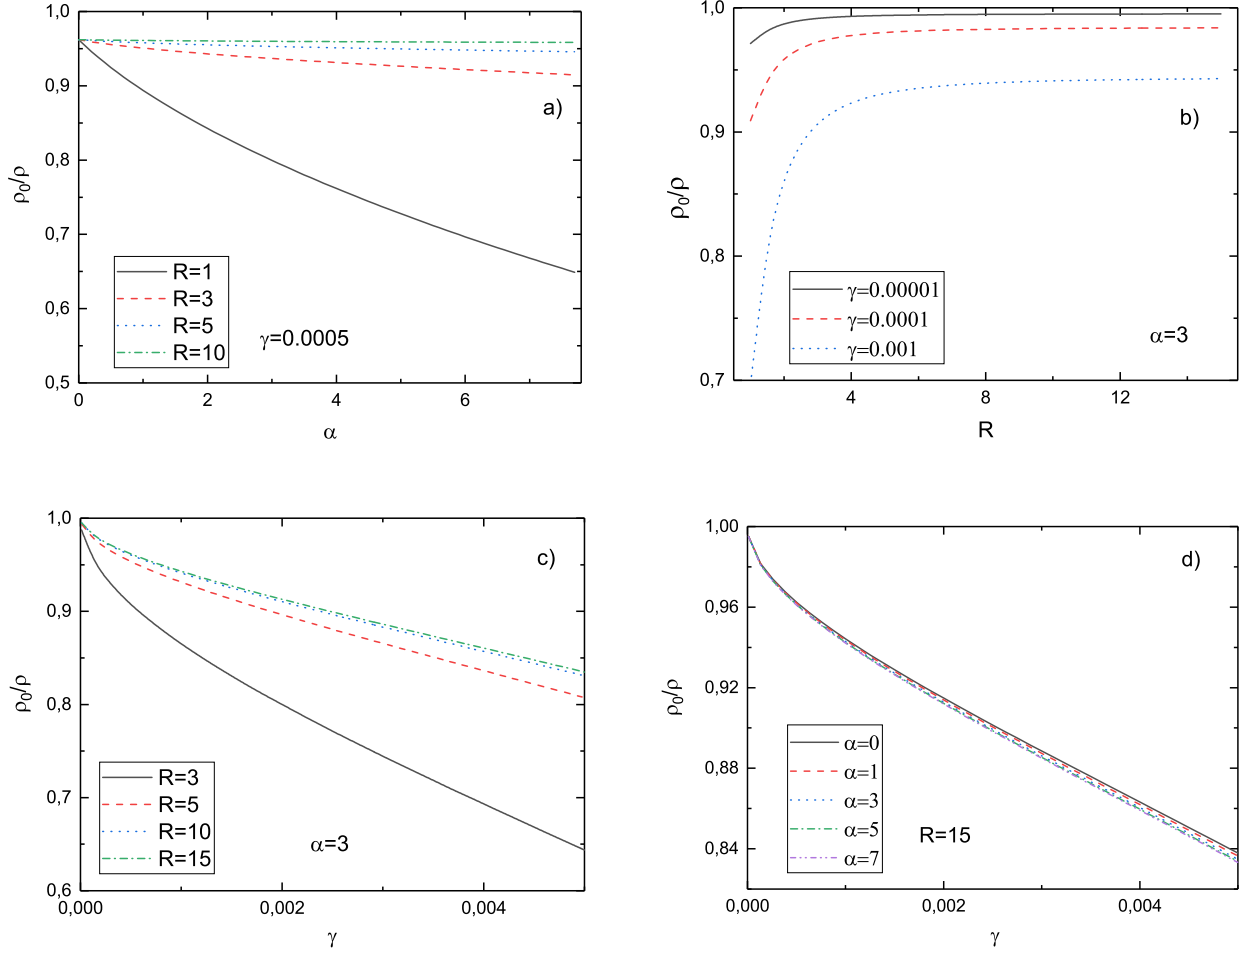 1,0
0,9
0,8
0,7
0,6
0,5
ρ0/ρ
a)
R=1
R=3
R=5
R=10
γ=0.0005
0
2
4
6
α
1,0
0,9
0,8
0,7
ρ0/ρ
b)
γ=0.00001
γ=0.0001
γ=0.001
α=3
4
8
12
R
1,0
0,9
0,8
0,7
0,6
ρ0/ρ
c)
R=3
R=5
R=10
R=15
α=3
0,000
0,002
0,004
γ
1,00
0,96
0,92
0,88
0,84
ρ0/ρ
d)
α=0
α=1
α=3
α=5
α=7
R=15
0,000
0,002
0,004
γ